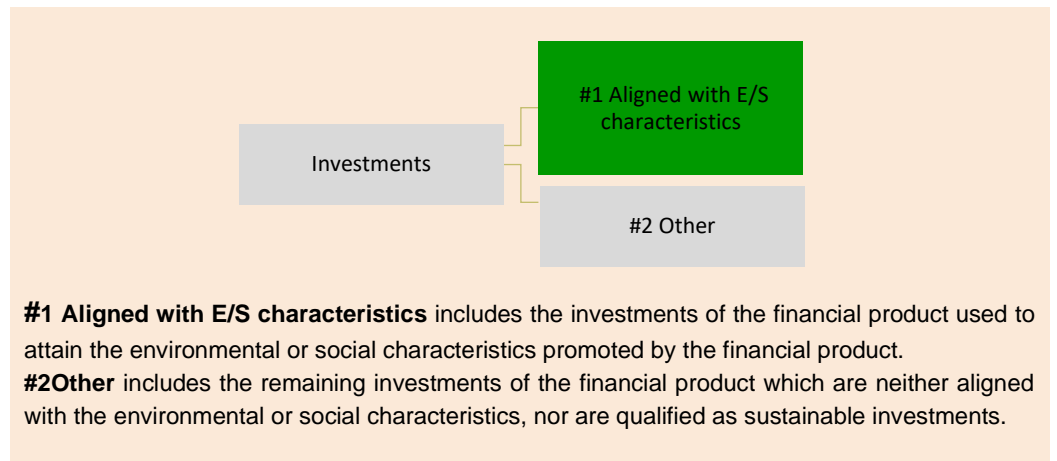 #1 Aligned with E/S
characteristics
Investments
#2 Other
#1 Aligned with E/S characteristics includes the investments of the financial product used to
attain the environmental or social characteristics promoted by the financial product.
#2Other includes the remaining investments of the financial product which are neither aligned
with the environmental or social characteristics, nor are qualified as sustainable investments.